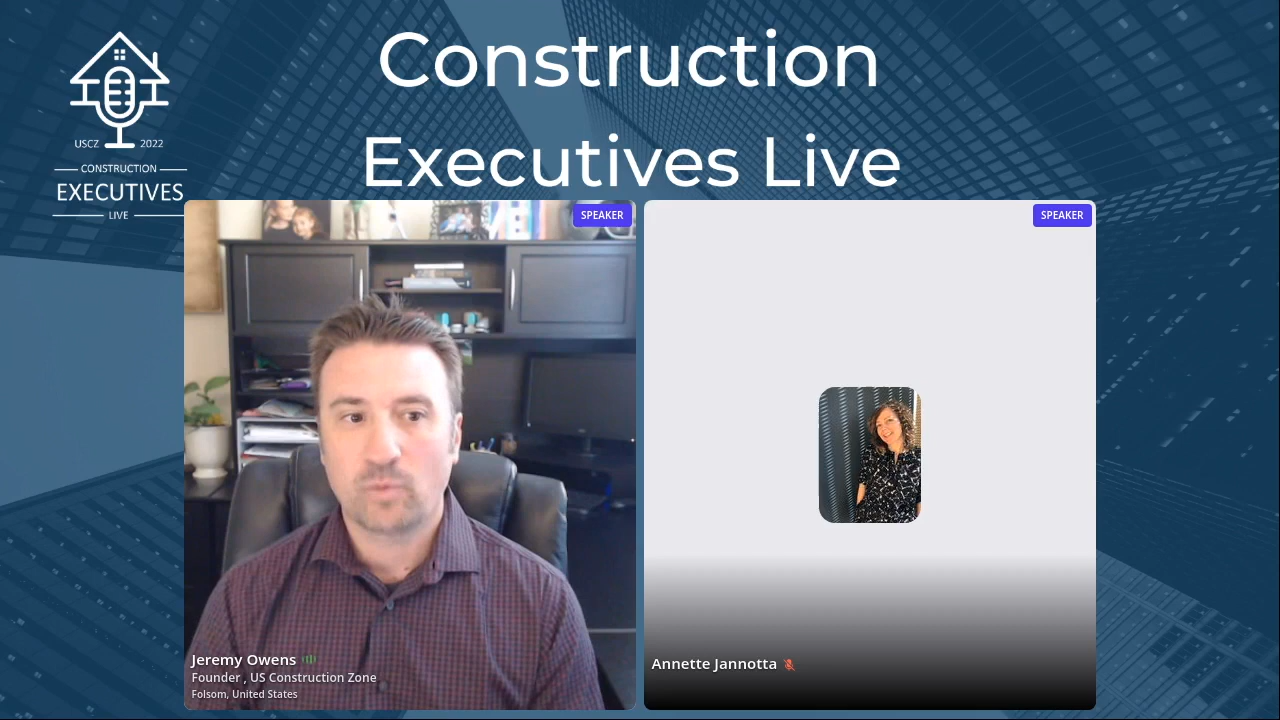 Construction
Executives Live
USCZ 2022
CONSTRUCTION
EXECUTIVES
LIVE
SPEAKER
SPEAKER
Jeremy Owens
Founder , US Construction Zone
Folsom, United States
Annette Jannotta